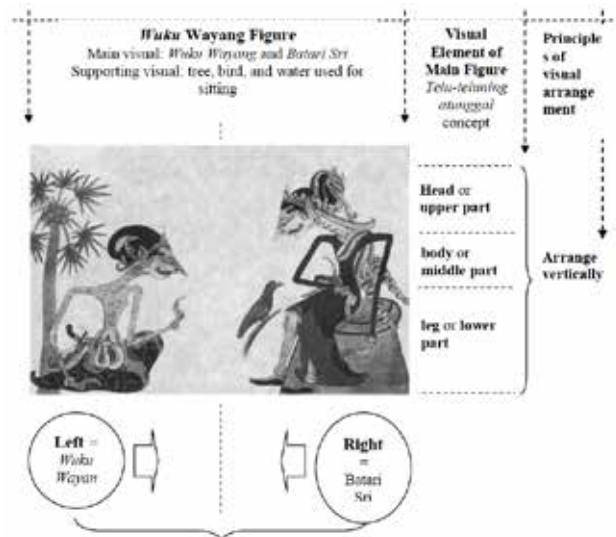 Wuku Wayang Figure
Main visual: Wuku Wayang and Batari Sri
Supporting visual: tree, bird, and water used for
sitting
Visual
Element of
Main Figure
Telu-teluning
atunggal
concept
Principle
s of
visual
arrange
ment
Head or
upper part
body or
middle part
leg or lower
part
Arrange
vertically
Left =
Wuku
Wayan
Right
=
Batari
Sri